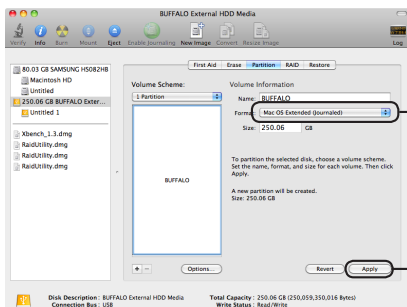 BUFFALO External HDD Media
Verify Info Burn Mount Eject Enable Journaling New Image Convert Resize Image Log
First Aid Erase Partition RAID Restore
80.03 GB SAMSUNG HS082HB
Macintosh HD
Untitled
250.06 GB BUFFALO Exter...
Untitled 1
Xbench_1.3.dmg
RaidUtility.dmg
RaidUtility.dmg
RaidUtility.dmg
Volume Scheme:
1 Partition
BUFFALO
+ − Options...
Volume Information
Name: BUFFALO
Format: Mac OS Extended (Journaled)
Size: 250.06 GB
To partition the selected disk, choose a volume scheme.
Set the name, format, and size for each volume. Then click
Apply.
A new partition will be created.
Size: 250.06 GB
Revert Apply
Disk Description : BUFFALO External HDD Media
Connection Bus : USB
Total Capacity : 250.06 GB (250,059,350,016 Bytes)
Write Status : Read/Write